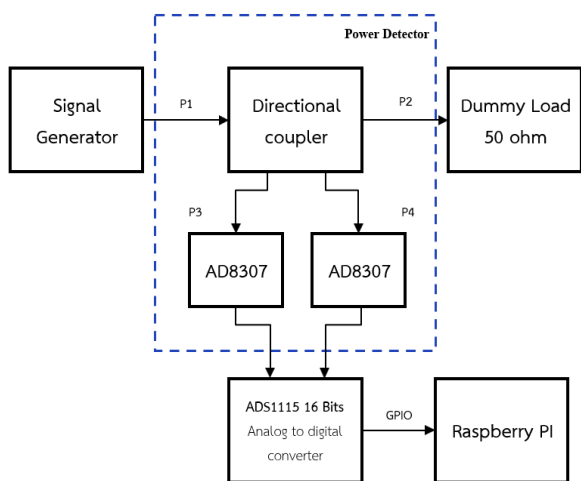 Power Detector
Signal
Generator
P1
Directional
coupler
P2
Dummy Load
50 ohm
P3
P4
AD8307
AD8307
ADS1115 16 Bits
Analog to digital
converter
GPIO
Raspberry PI